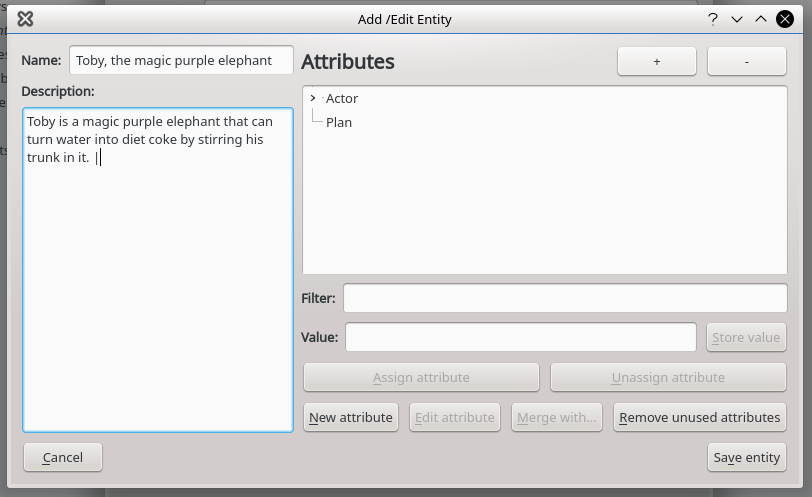 Add /Edit Entity
?
Name: Toby, the magic purple elephant
Description:
Toby is a magic purple elephant that can
turn water into diet coke by stirring his
trunk in it. |
Attributes
+ -
Actor
Plan
Filter:
Value: Store value
Assign attribute Unassign attribute
New attribute Edit attribute Merge with... Remove unused attributes
Cancel Save entity